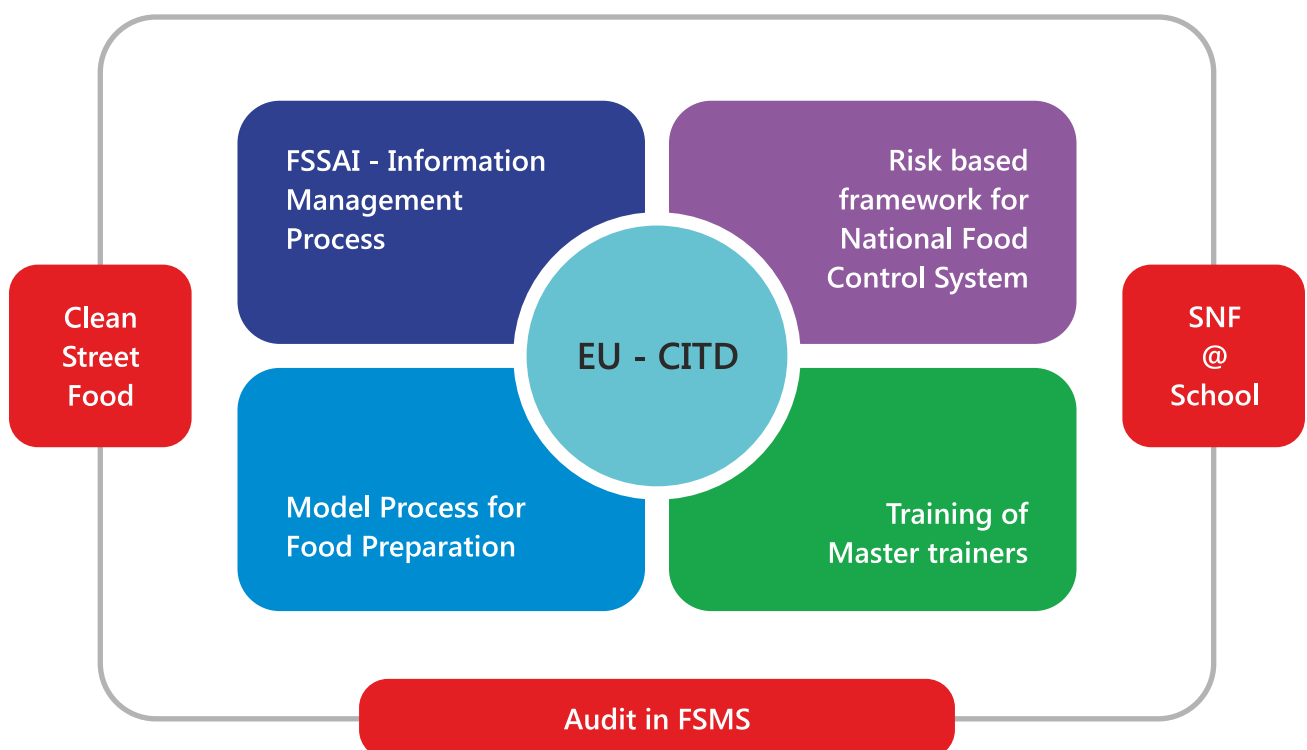 FSSAI - Information
Management
Process
Risk based
framework for
National Food
Control System
Clean
Street
Food
EU - CITD
SNF
@
School
Model Process for
Food Preparation
Training of
Master trainers
Audit in FSMS